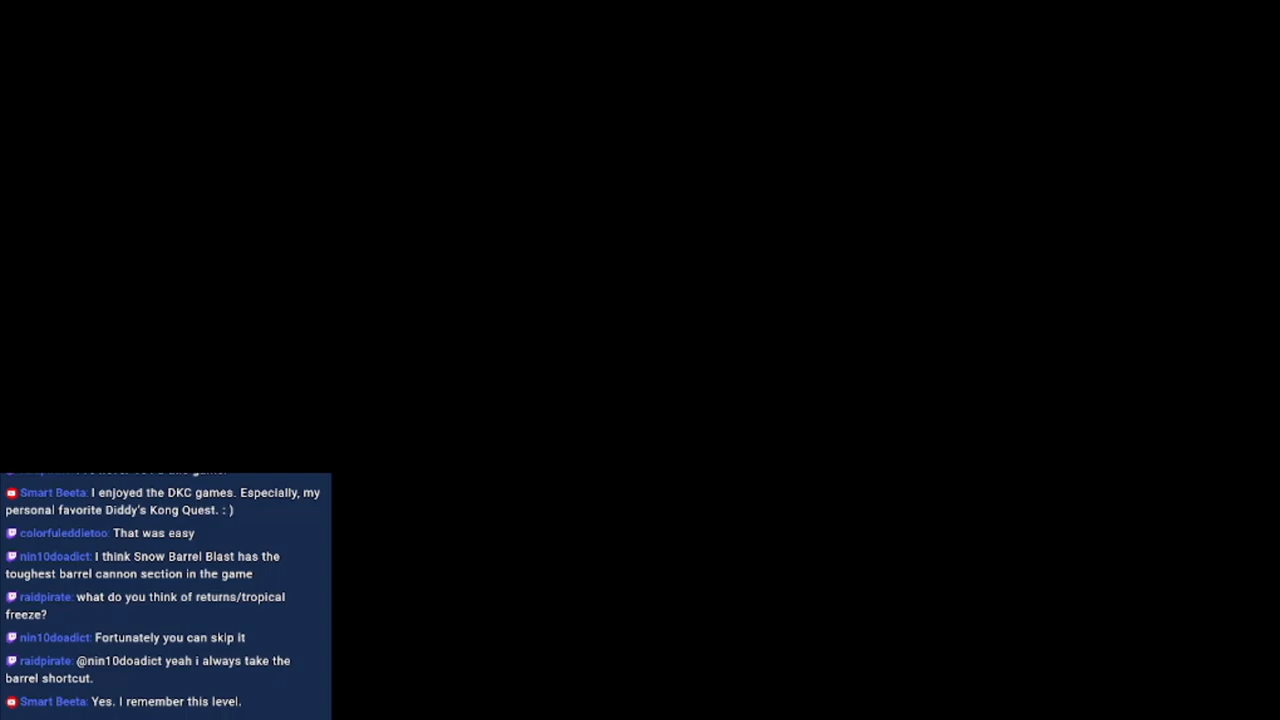 Smart Beeta: I enjoyed the DKC games. Especially, my
personal favorite Diddy's Kong Quest. : )
colorfuleddietoo: That was easy
nin10doadict: I think Snow Barrel Blast has the
toughest barrel cannon section in the game
raidpirate: what do you think of returns/tropical
freeze?
nin10doadict: Fortunately you can skip it
raidpirate: @nin10doadict yeah i always take the
barrel shortcut.
Smart Beeta: Yes. I remember this level.